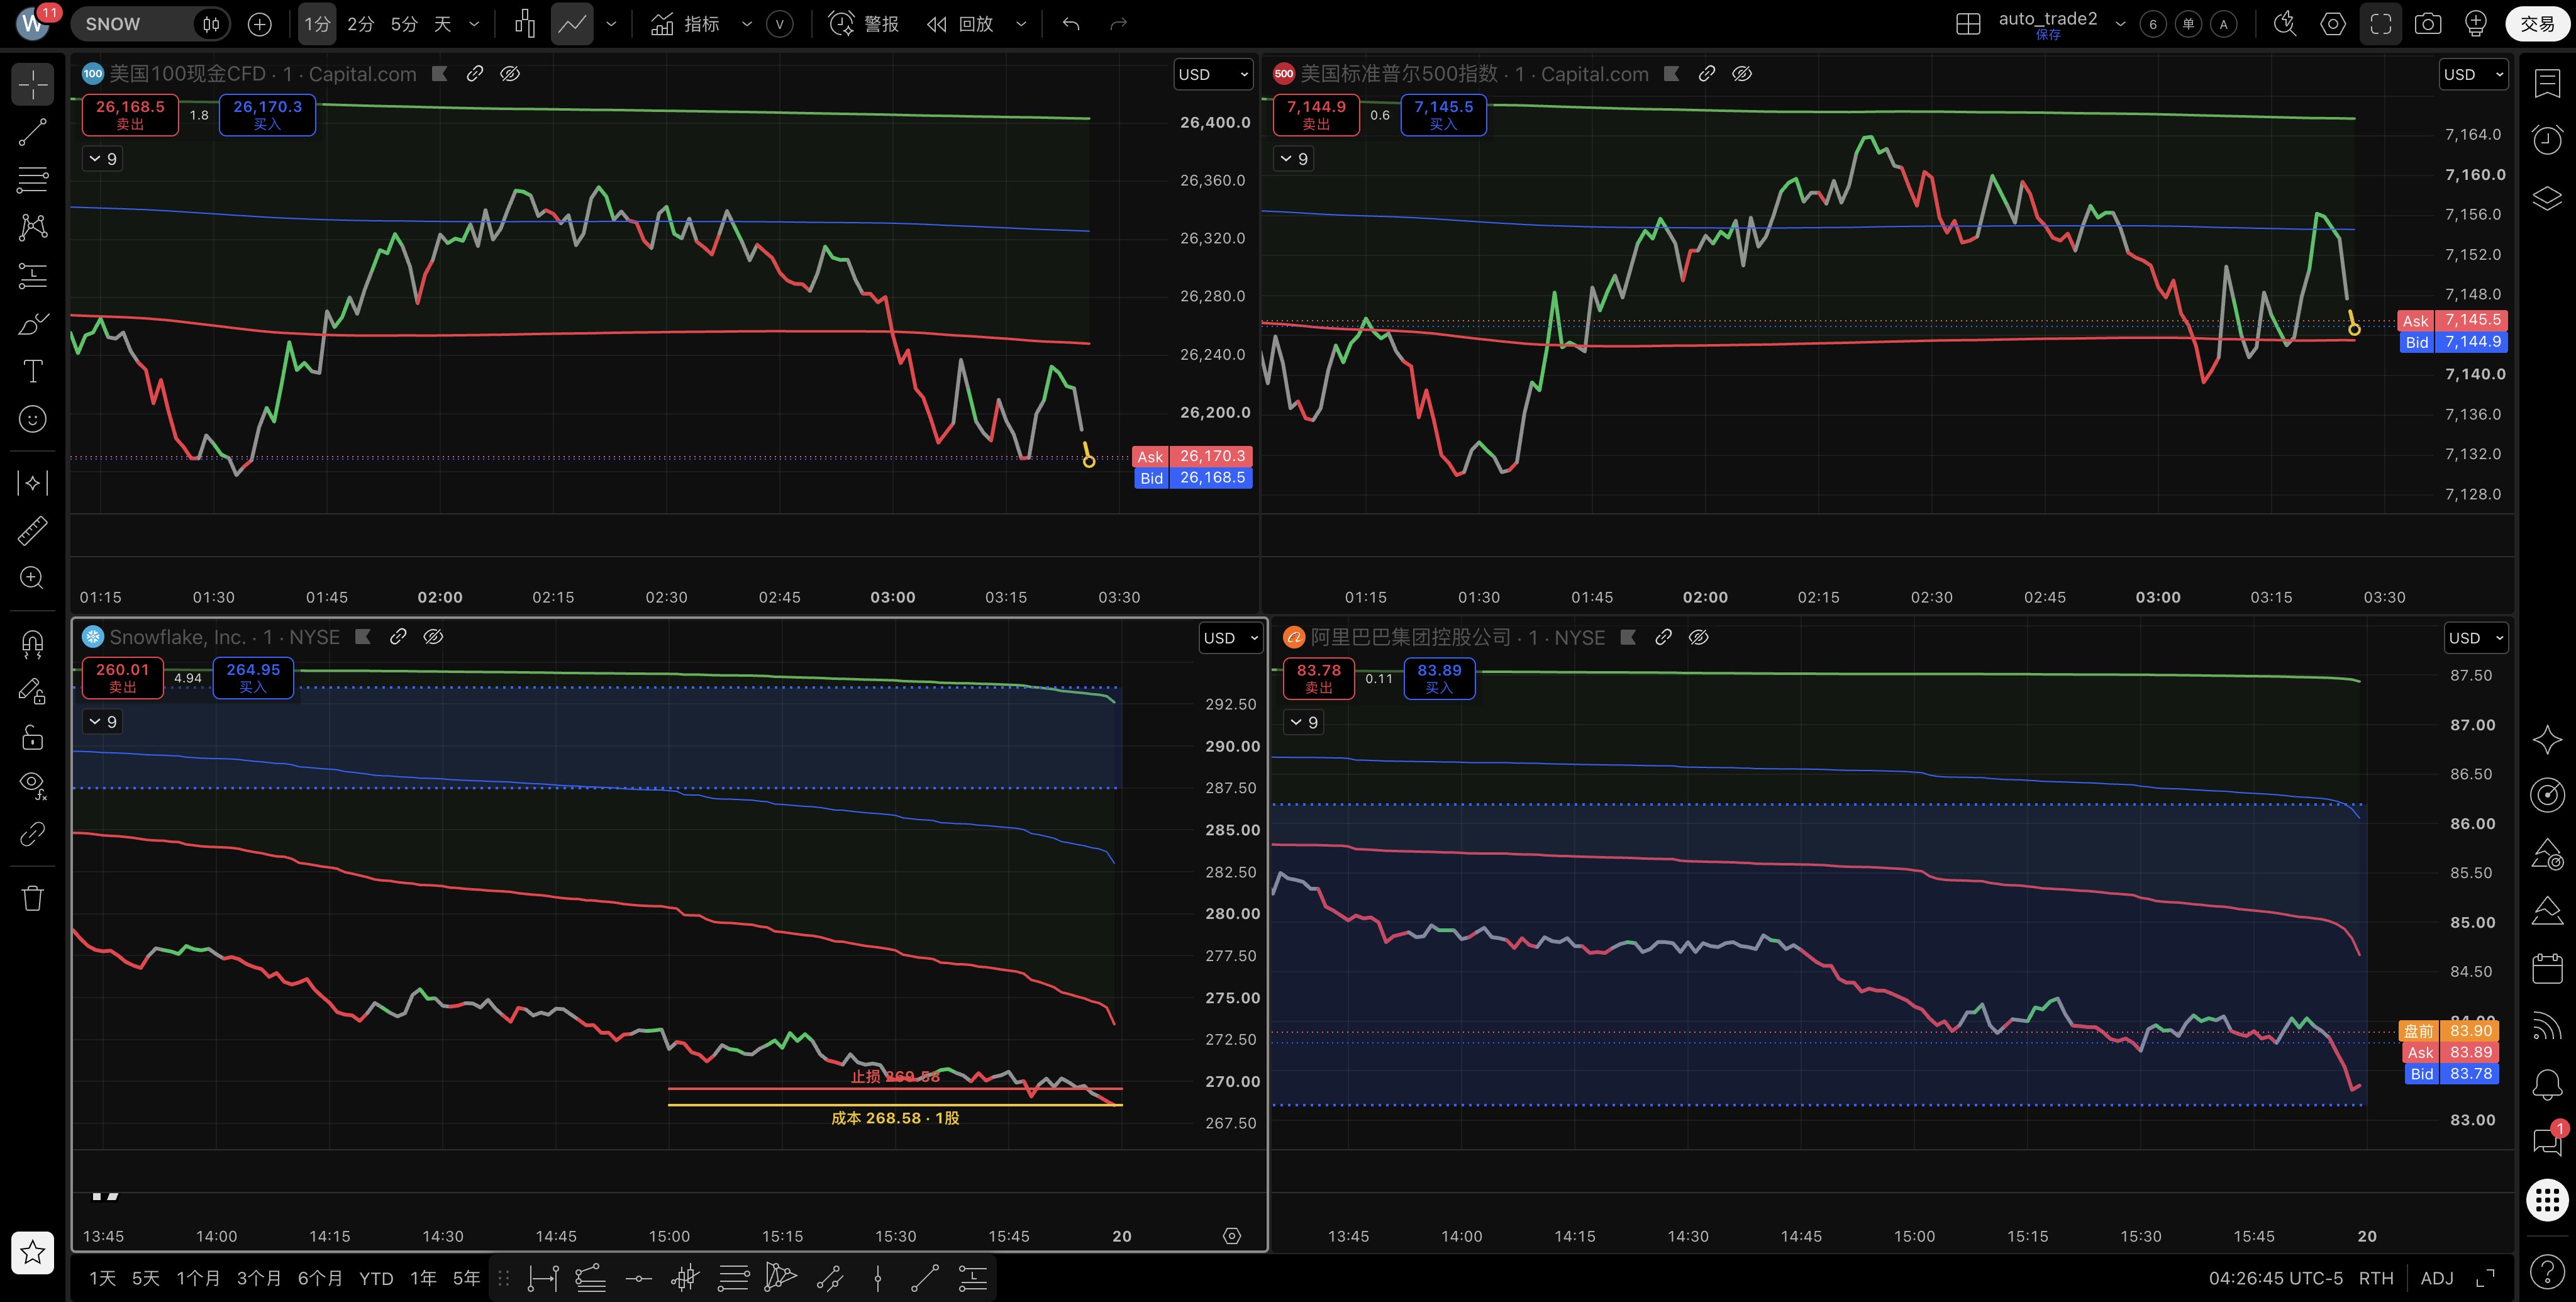 W 11
SNOW
1分 2分 5分 天
指标
V
警报
回放
auto_trade2
保存
6 单 A
交易
100 美国100现金CFD · 1 · Capital.com
USD
26,168.5
卖出
1.8
26,170.3
买入
9
26,400.0
26,360.0
26,320.0
26,280.0
26,240.0
26,200.0
Ask 26,170.3
Bid 26,168.5
01:15 01:30 01:45 02:00 02:15 02:30 02:45 03:00 03:15 03:30
500 美国标准普尔500指数 · 1 · Capital.com
USD
7,144.9
卖出
0.6
7,145.5
买入
9
7,164.0
7,160.0
7,156.0
7,152.0
7,148.0
Ask 7,145.5
Bid 7,144.9
7,140.0
7,136.0
7,132.0
7,128.0
01:15 01:30 01:45 02:00 02:15 02:30 02:45 03:00 03:15 03:30
Snowflake, Inc. · 1 · NYSE
USD
260.01
卖出
4.94
264.95
买入
9
292.50
290.00
287.50
285.00
282.50
280.00
277.50
275.00
272.50
270.00
267.50
止损 269.58
成本 268.58 · 1股
13:45 14:00 14:15 14:30 14:45 15:00 15:15 15:30 15:45 20
阿里巴巴集团控股公司 · 1 · NYSE
USD
83.78
卖出
0.11
83.89
买入
9
87.50
87.00
86.50
86.00
85.50
85.00
84.50
84.00
盘前 83.90
Ask 83.89
Bid 83.78
83.00
13:45 14:00 14:15 14:30 14:45 15:00 15:15 15:30 15:45 20
1
1天 5天 1个月 3个月 6个月 YTD 1年 5年
04:26:45 UTC-5 RTH ADJ